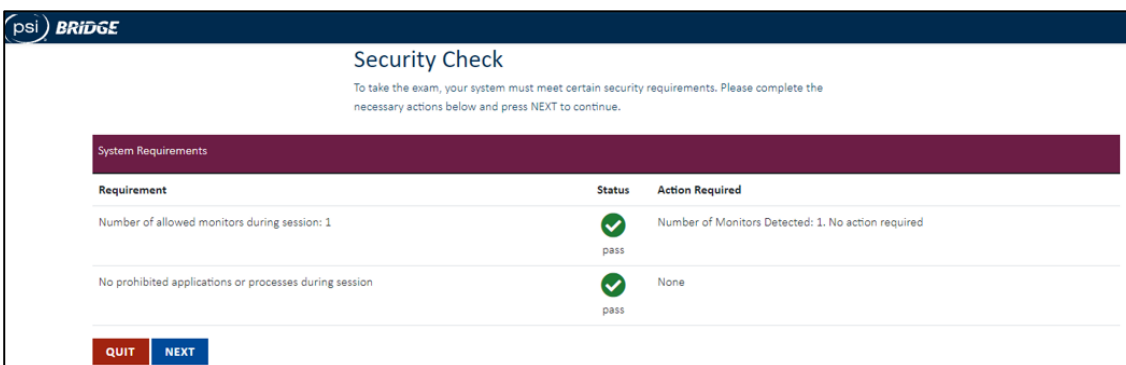 psi BRIDGE
Security Check
To take the exam, your system must meet certain security requirements. Please complete the
necessary actions below and press NEXT to continue.
System Requirements
Requirement Status Action Required
Number of allowed monitors during session: 1 Number of Monitors Detected: 1. No action required
pass
No prohibited applications or processes during session None
pass
QUIT NEXT